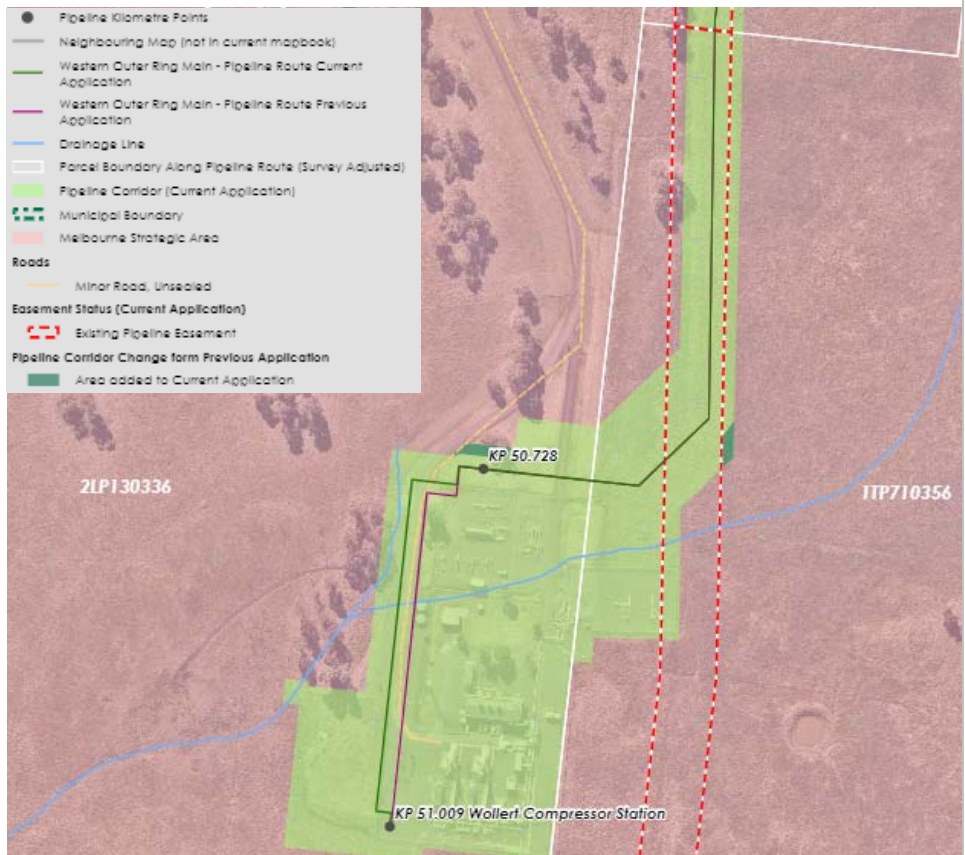 Pipeline Kilometre Points
Neighbouring Map (not in current mapbook)
Western Outer Ring Main - Pipeline Route Current
Application
Western Outer Ring Main - Pipeline Route Previous
Application
Drainage Line
Parcel Boundary Along Pipeline Route (Survey Adjusted)
Pipeline Corridor (Current Application)
Municipal Boundary
Melbourne Strategic Area
Roads
Minor Road, Unsealed
Easement Status (Current Application)
Existing Pipeline Easement
Pipeline Corridor Change form Previous Application
Area added to Current Application
KP 50.728
2LP130336
1TP710356
KP 51.009 Wollert Compressor Station